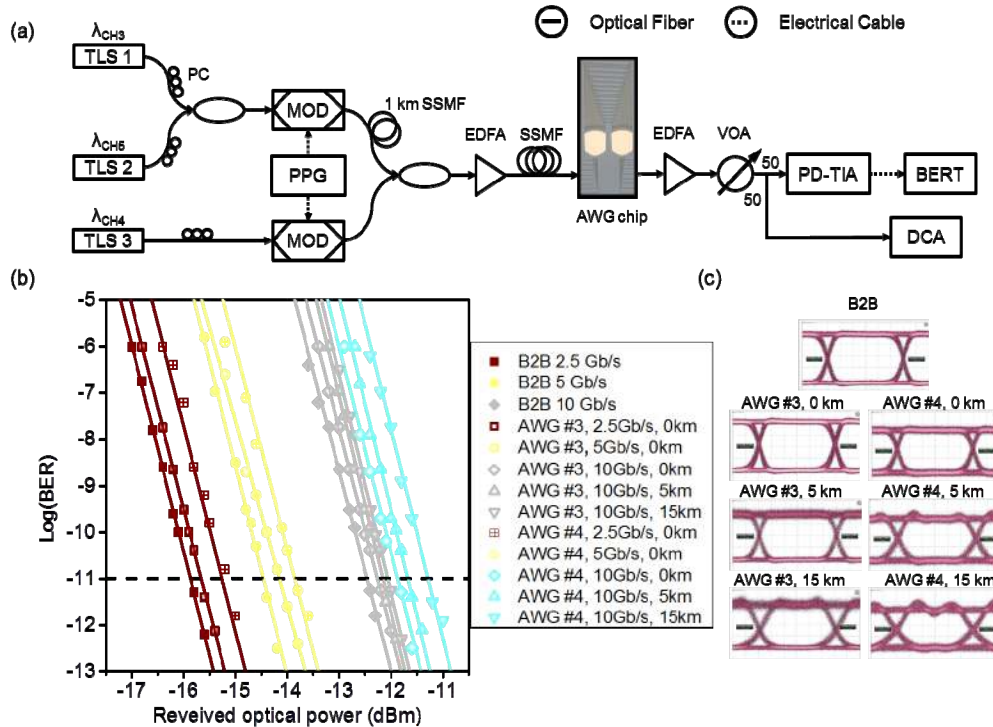 (a)
Optical Fiber
Electrical Cable
λCH3
TLS 1
PC
MOD
1 km SSMF
λCH5
TLS 2
PPG
EDFA
SSMF
AWG chip
EDFA
VOA
50
50
PD-TIA
BERT
DCA
λCH4
TLS 3
MOD
(b)
-5
-6
-7
-8
-9
-10
-11
-12
-13
Log(BER)
-17
-16
-15
-14
-13
-12
-11
Reveived optical power (dBm)
B2B 2.5 Gb/s
B2B 5 Gb/s
B2B 10 Gb/s
AWG #3, 2.5Gb/s, 0km
AWG #3, 5Gb/s, 0km
AWG #3, 10Gb/s, 0km
AWG #3, 10Gb/s, 5km
AWG #3, 10Gb/s, 15km
AWG #4, 2.5Gb/s, 0km
AWG #4, 5Gb/s, 0km
AWG #4, 10Gb/s, 0km
AWG #4, 10Gb/s, 5km
AWG #4, 10Gb/s, 15km
(c)
B2B
AWG #3, 0 km
AWG #4, 0 km
AWG #3, 5 km
AWG #4, 5 km
AWG #3, 15 km
AWG #4, 15 km